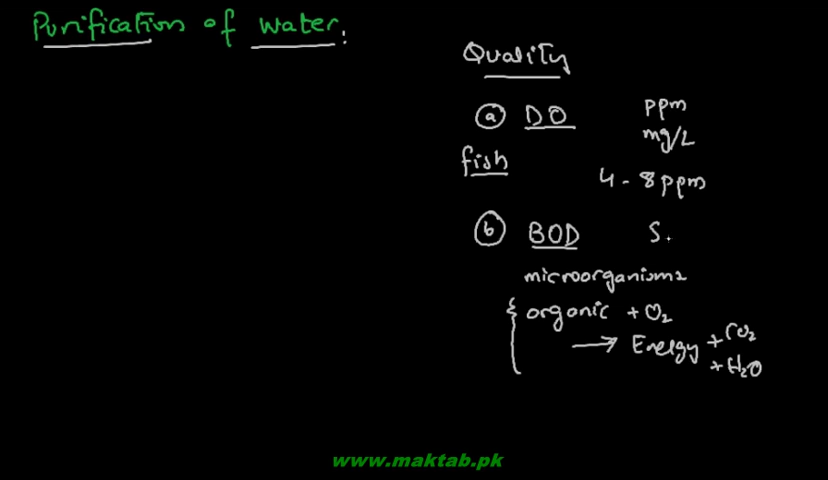 Purification of water:
Quality
(a) DO ppm
mg/L
fish
4 - 8 ppm
(b) BOD S.
microorganisms
organic + O2
→ Energy + CO2
+ H2O
www.maktab.pk